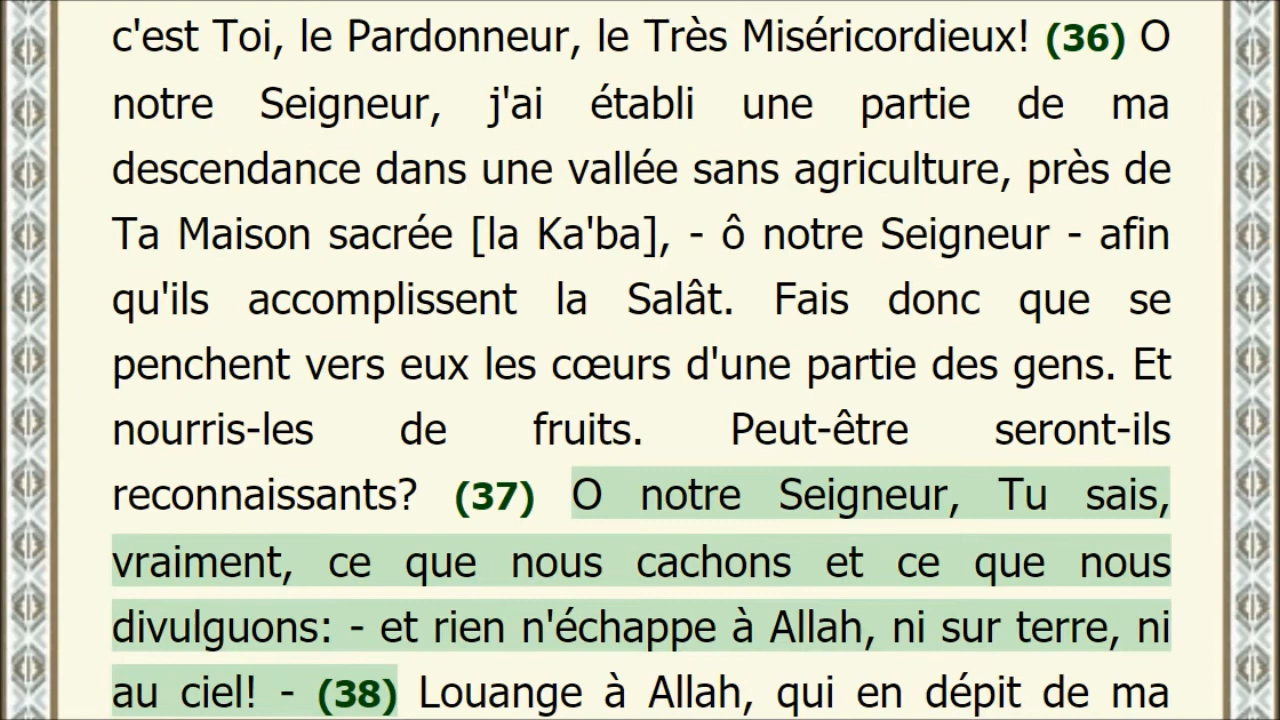 c'est Toi, le Pardonneur, le Très Miséricordieux! (36) O
notre Seigneur, j'ai établi une partie de ma
descendance dans une vallée sans agriculture, près de
Ta Maison sacrée [la Ka'ba], - ô notre Seigneur - afin
qu'ils accomplissent la Salât. Fais donc que se
penchent vers eux les cœurs d'une partie des gens. Et
nourris-les de fruits. Peut-être seront-ils
reconnaissants? (37) O notre Seigneur, Tu sais,
vraiment, ce que nous cachons et ce que nous
divulguons: - et rien n'échappe à Allah, ni sur terre, ni
au ciel! - (38) Louange à Allah, qui en dépit de ma